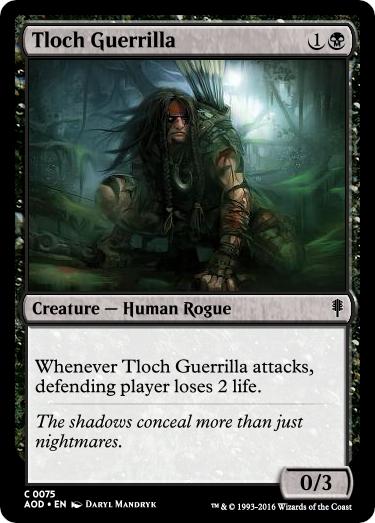 Tloch Guerrilla 1
Creature — Human Rogue
Whenever Tloch Guerrilla attacks,
defending player loses 2 life.
The shadows conceal more than just
nightmares.
0/3
C 0075
AOD • EN DARYL MANDRYK
™ & © 1993-2016 Wizards of the Coast